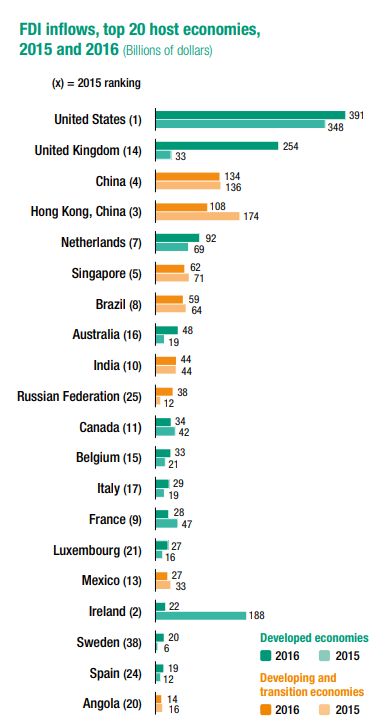 FDI inflows, top 20 host economies,
2015 and 2016 (Billions of dollars)
(x) = 2015 ranking
United States (1) 391
348
United Kingdom (14) 254
33
China (4) 134
136
Hong Kong, China (3) 108
174
Netherlands (7) 92
69
Singapore (5) 62
71
Brazil (8) 59
64
Australia (16) 48
19
India (10) 44
44
Russian Federation (25) 38
12
Canada (11) 34
42
Belgium (15) 33
21
Italy (17) 29
19
France (9) 28
47
Luxembourg (21) 27
16
Mexico (13) 27
33
Ireland (2) 22
188
Sweden (38) 20
6
Spain (24) 19
12
Angola (20) 14
16
Developed economies
2016 2015
Developing and
transition economies
2016 2015